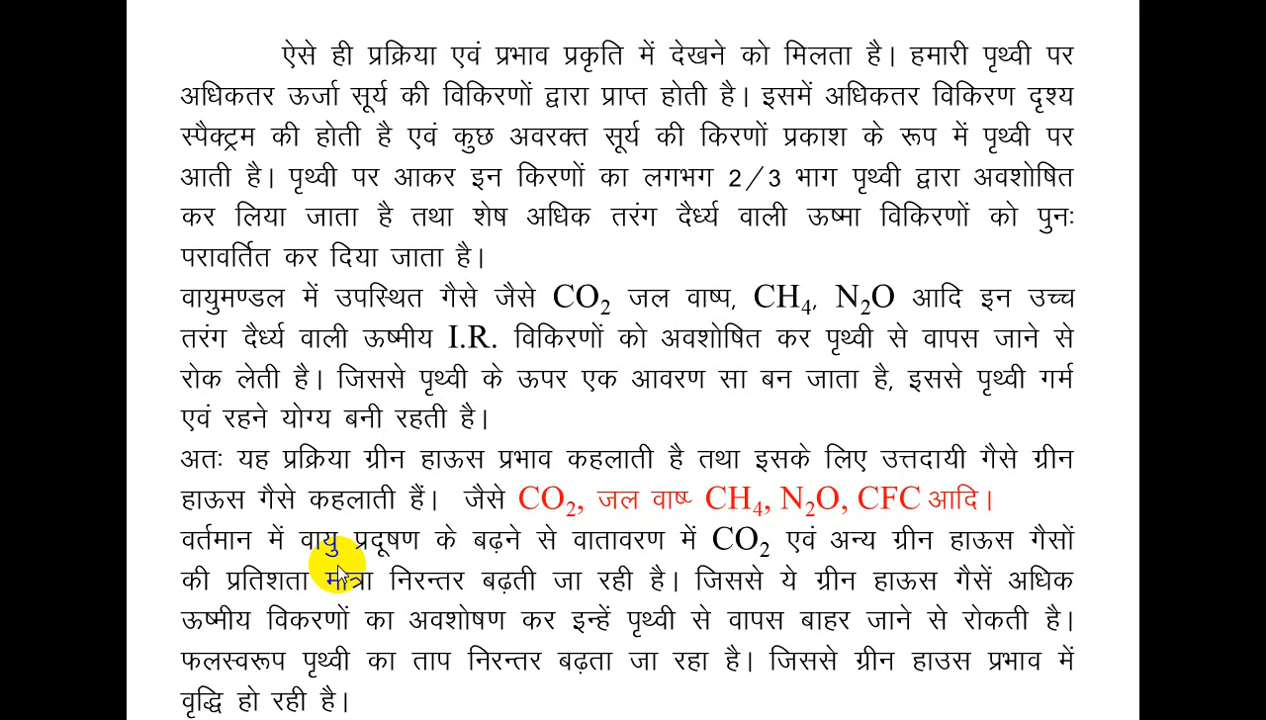 ऐसे ही प्रक्रिया एवं प्रभाव प्रकृति में देखने को मिलता है। हमारी पृथ्वी पर
अधिकतर ऊर्जा सूर्य की विकिरणों द्वारा प्राप्त होती है। इसमें अधिकतर विकिरण दृश्य
स्पैक्ट्रम की होती है एवं कुछ अवरक्त सूर्य की किरणों प्रकाश के रूप में पृथ्वी पर
आती है। पृथ्वी पर आकर इन किरणों का लगभग 2/3 भाग पृथ्वी द्वारा अवशोषित
कर लिया जाता है तथा शेष अधिक तरंग दैर्ध्य वाली ऊष्मा विकिरणों को पुनः
परावर्तित कर दिया जाता है।
वायुमण्डल में उपस्थित गैसे जैसे CO₂ जल वाष्प, CH₄, N₂O आदि इन उच्च
तरंग दैर्ध्य वाली ऊष्मीय I.R. विकिरणों को अवशोषित कर पृथ्वी से वापस जाने से
रोक लेती है। जिससे पृथ्वी के ऊपर एक आवरण सा बन जाता है, इससे पृथ्वी गर्म
एवं रहने योग्य बनी रहती है।
अतः यह प्रक्रिया ग्रीन हाऊस प्रभाव कहलाती है तथा इसके लिए उत्तदायी गैसे ग्रीन
हाऊस गैसे कहलाती हैं। जैसे CO₂, जल वाष्प CH₄, N₂O, CFC आदि।
वर्तमान में वायु प्रदूषण के बढ़ने से वातावरण में CO₂ एवं अन्य ग्रीन हाऊस गैसों
की प्रतिशता मात्रा निरन्तर बढ़ती जा रही है। जिससे ये ग्रीन हाऊस गैसें अधिक
ऊष्मीय विकरणों का अवशोषण कर इन्हें पृथ्वी से वापस बाहर जाने से रोकती है।
फलस्वरूप पृथ्वी का ताप निरन्तर बढ़ता जा रहा है। जिससे ग्रीन हाउस प्रभाव में
वृद्धि हो रही है।